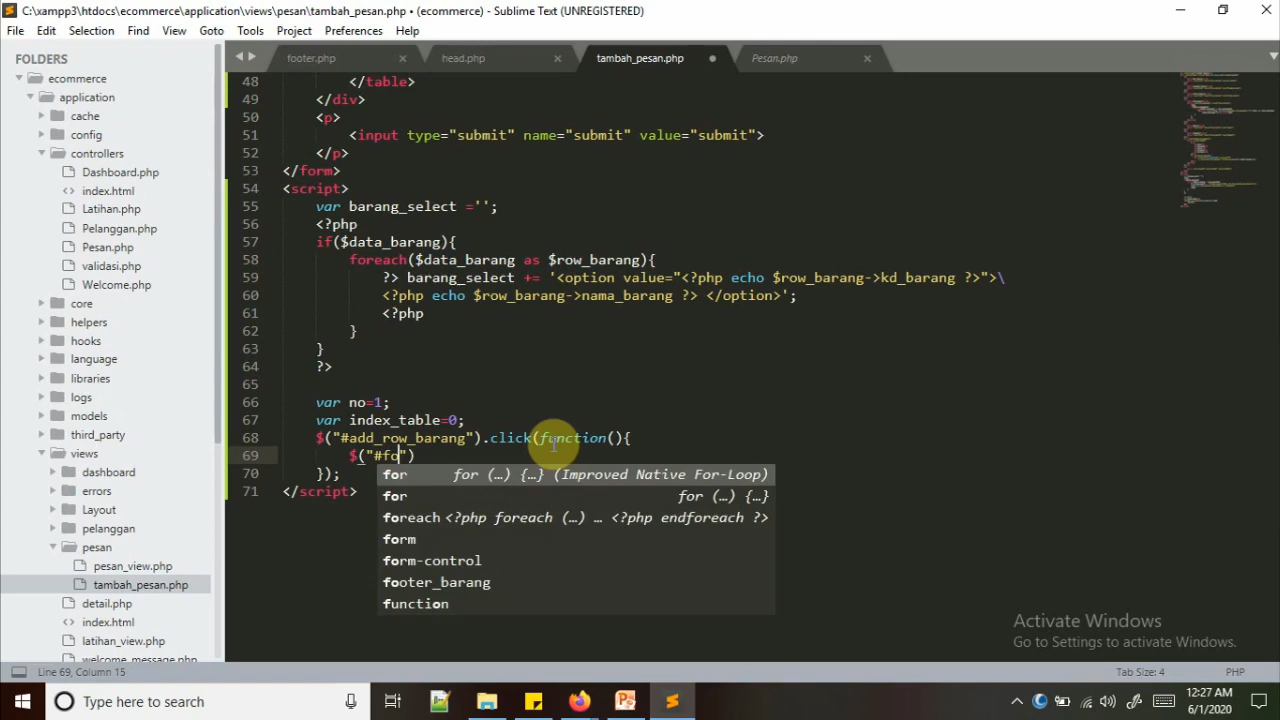 C:\xampp3\htdocs\ecommerce\application\views\pesan\tambah_pesan.php • (ecommerce) - Sublime Text (UNREGISTERED)
File Edit Selection Find View Goto Tools Project Preferences Help
FOLDERS
ecommerce
application
cache
config
controllers
Dashboard.php
index.html
Latihan.php
Pelanggan.php
Pesan.php
validasi.php
Welcome.php
core
helpers
hooks
language
libraries
logs
models
third_party
views
dashboard
errors
Layout
pelanggan
pesan
pesan_view.php
tambah_pesan.php
detail.php
index.html
latihan_view.php
welcome_message.php
footer.php head.php tambah_pesan.php Pesan.php
48 </table>
49 </div>
50 <p>
51 <input type="submit" name="submit" value="submit">
52 </p>
53 </form>
54 <script>
55 var barang_select ='';
56 <?php
57 if($data_barang){
58 foreach($data_barang as $row_barang){
59 ?> barang_select += '<option value="<?php echo $row_barang->kd_barang ?>">\
60 <?php echo $row_barang->nama_barang ?> </option>';
61 <?php
62 }
63 }
64 ?>
65
66 var no=1;
67 var index_table=0;
68 $("#add_row_barang").click(function(){
69 $("#fo")
70 });
71 </script>
for for (…) {…} (Improved Native For-Loop)
for for (…) {…}
foreach <?php foreach (…) … <?php endforeach ?>
form
form-control
footer_barang
function
Activate Windows
Go to Settings to activate Windows.
Line 69, Column 15 Tab Size: 4 PHP
Type here to search
12:27 AM
6/1/2020